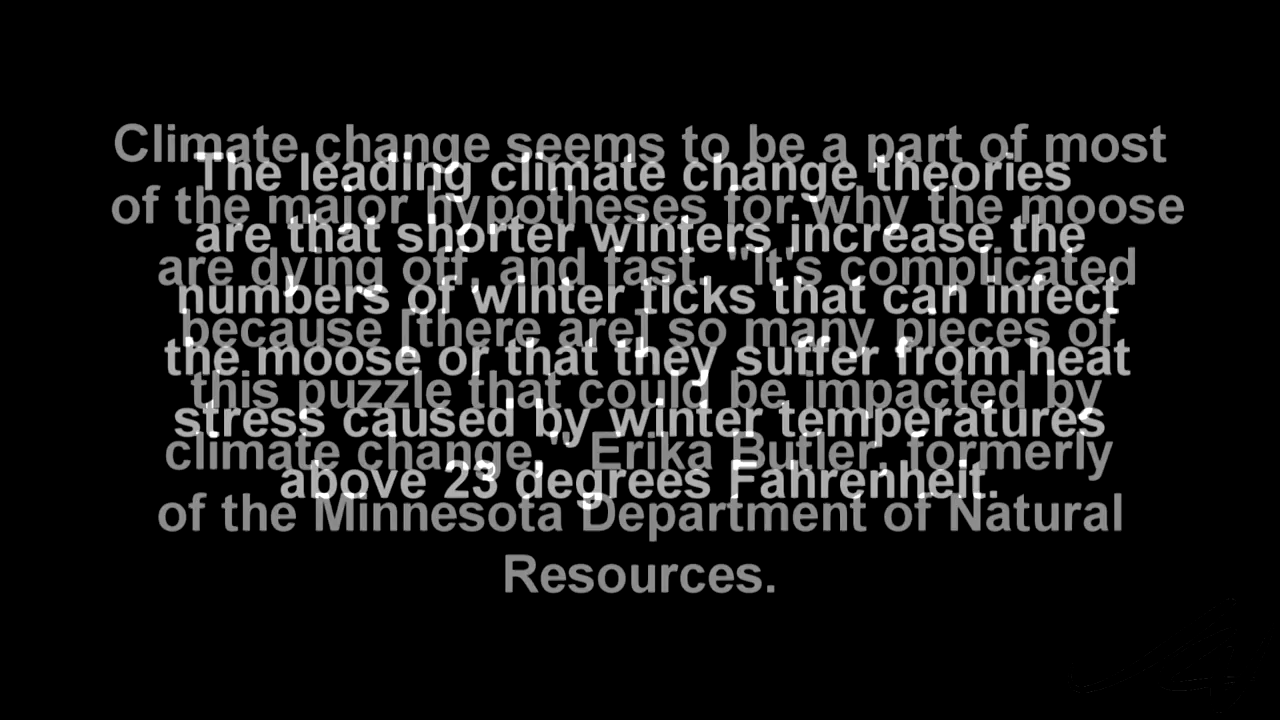 Climate change seems to be a part of most
of the major hypotheses for why the moose
are dying off, and fast. "It's complicated
because [there are] so many pieces of
this puzzle that could be impacted by
climate change," Erika Butler, formerly
of the Minnesota Department of Natural
Resources.
The leading climate change theories
are that shorter winters increase the
numbers of winter ticks that can infect
the moose or that they suffer from heat
stress caused by winter temperatures
above 23 degrees Fahrenheit.